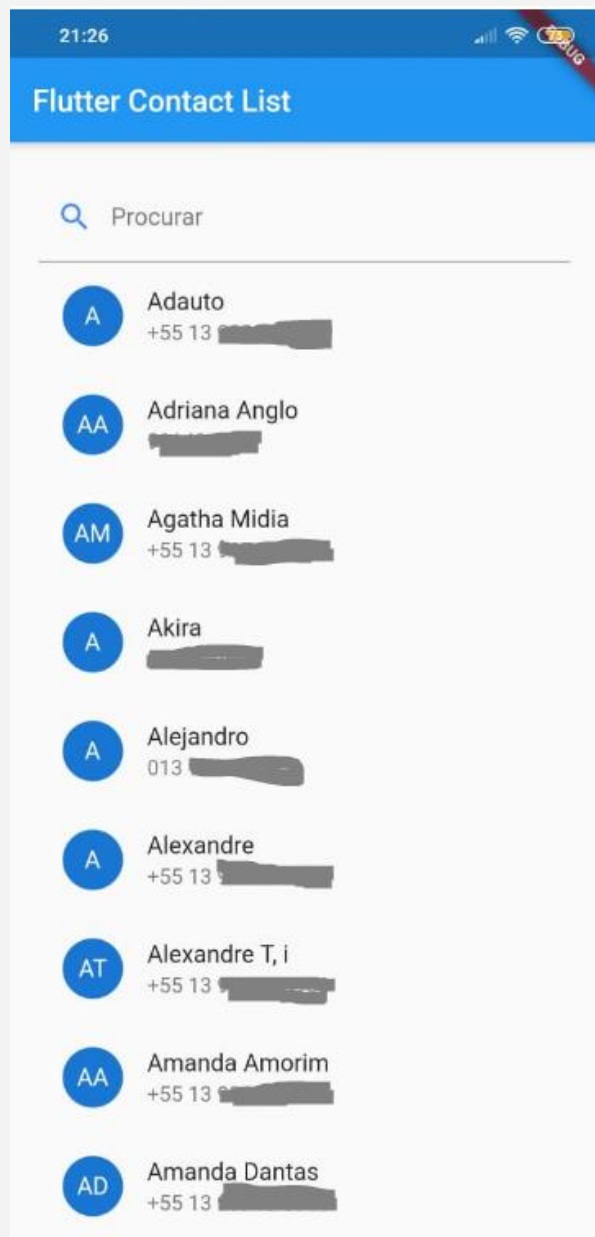 21:26
73
DEBUG
Flutter Contact List
Procurar
A
Adauto
+55 13
AA
Adriana Anglo
AM
Agatha Midia
+55 13
A
Akira
A
Alejandro
013
A
Alexandre
+55 13
AT
Alexandre T, i
+55 13
AA
Amanda Amorim
+55 13
AD
Amanda Dantas
+55 13